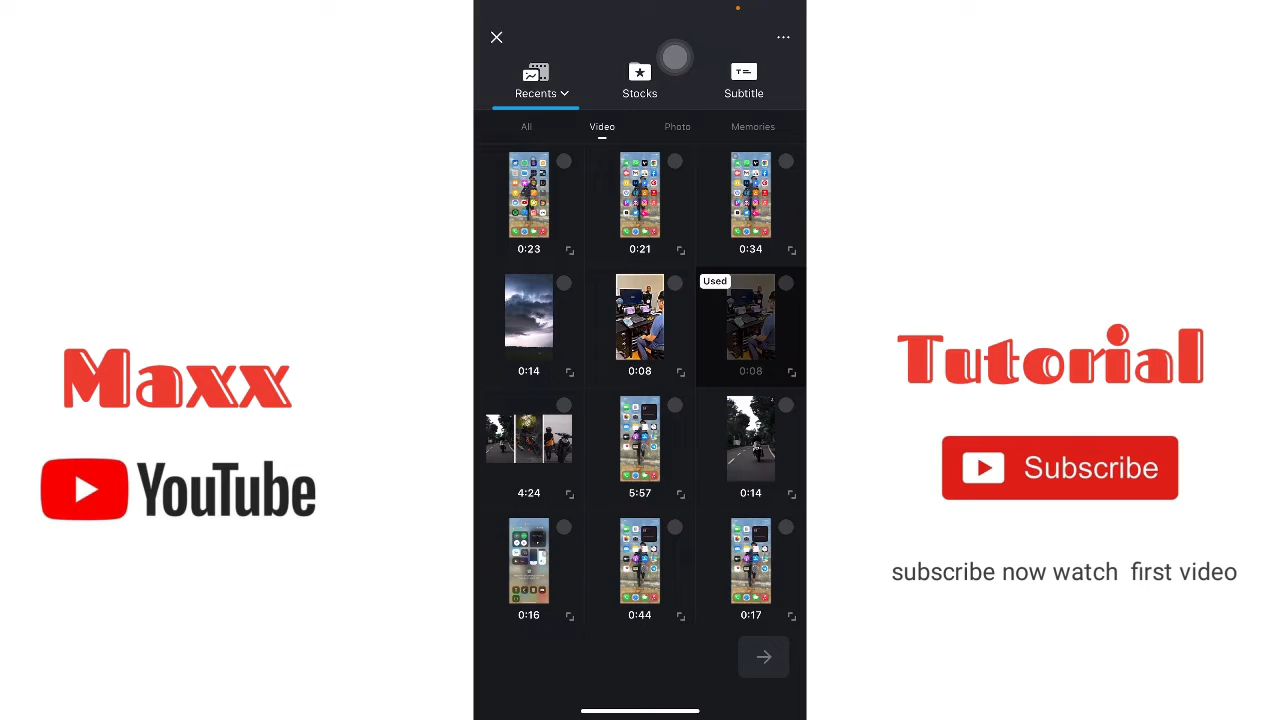 Recents
Stocks
Subtitle
All
Video
Photo
Memories
0:23
0:21
0:34
Used
0:14
0:08
0:08
4:24
5:57
0:14
0:16
0:44
0:17
Maxx
YouTube
Tutorial
Subscribe
subscribe now watch first video